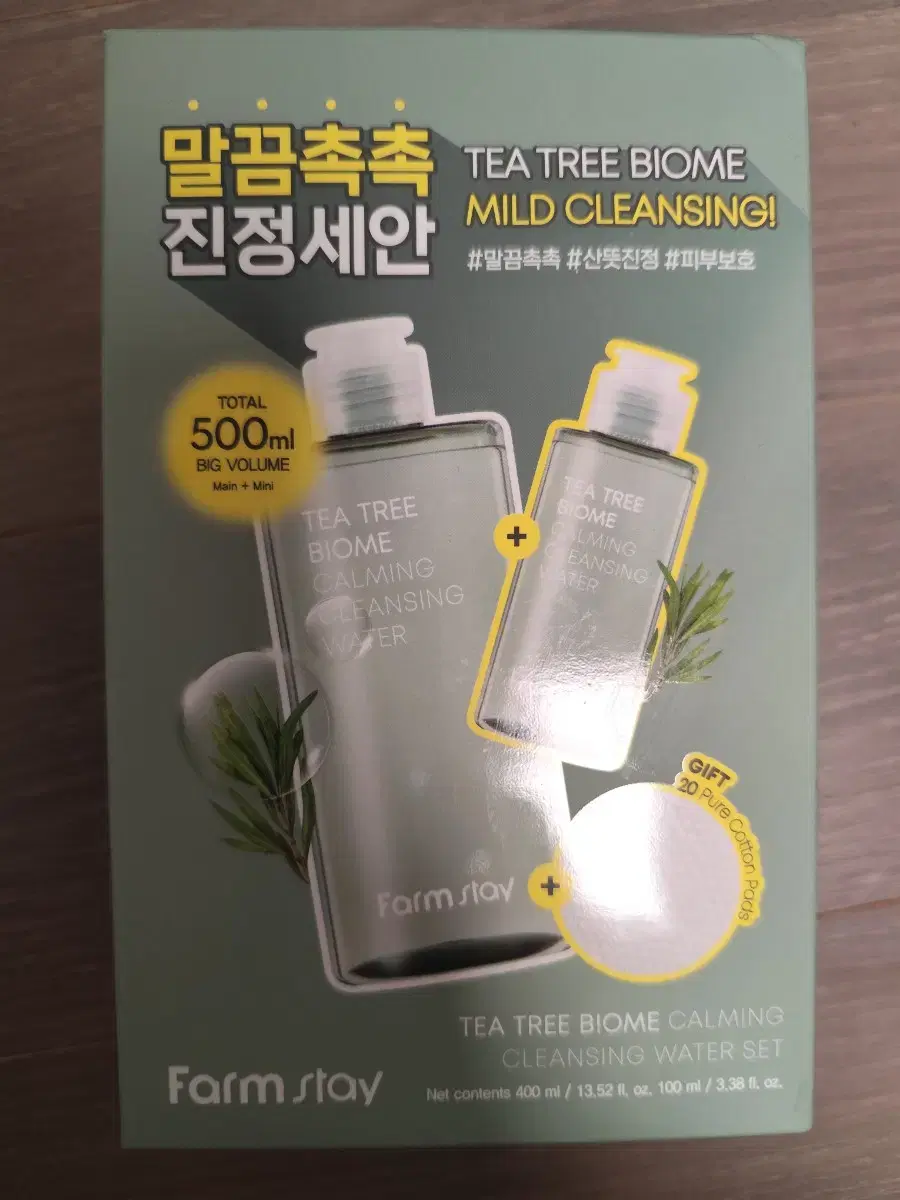 말끔촉촉
진정세안
TEA TREE BIOME
MILD CLEANSING!
#말끔촉촉 #산뜻진정 #피부보호
TOTAL
500ml
BIG VOLUME
Main + Mini
TEA TREE
BIOME
CALMING
CLEANSING
WATER
+
TEA TREE
BIOME
CALMING
CLEANSING
WATER
Farm stay
+
GIFT
20 Pure Cotton Pads
TEA TREE BIOME CALMING
CLEANSING WATER SET
Farm stay
Net contents 400 ml / 13.52 fl. oz. 100 ml / 3.38 fl. oz.